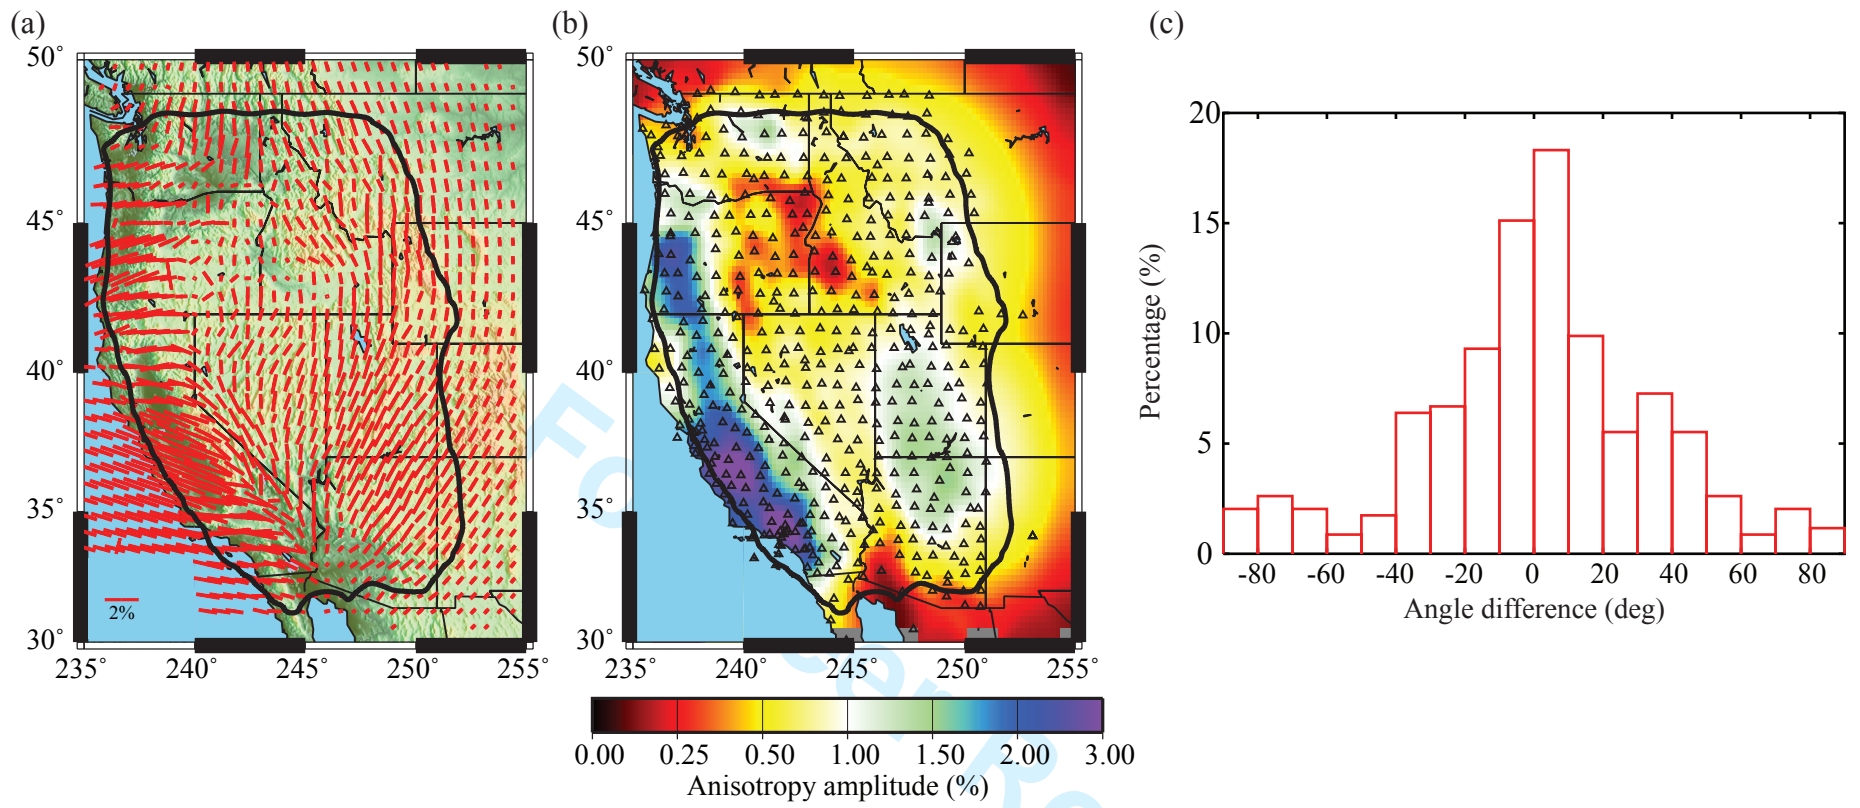 (a)
50°
45°
40°
35°
30°
235° 240° 245° 250° 255°
2%
(b)
50°
45°
40°
35°
30°
235° 240° 245° 250° 255°
0.00 0.25 0.50 1.00 1.50 2.00 3.00
Anisotropy amplitude (%)
(c)
Percentage (%)
20
15
10
5
0
-80 -60 -40 -20 0 20 40 60 80
Angle difference (deg)